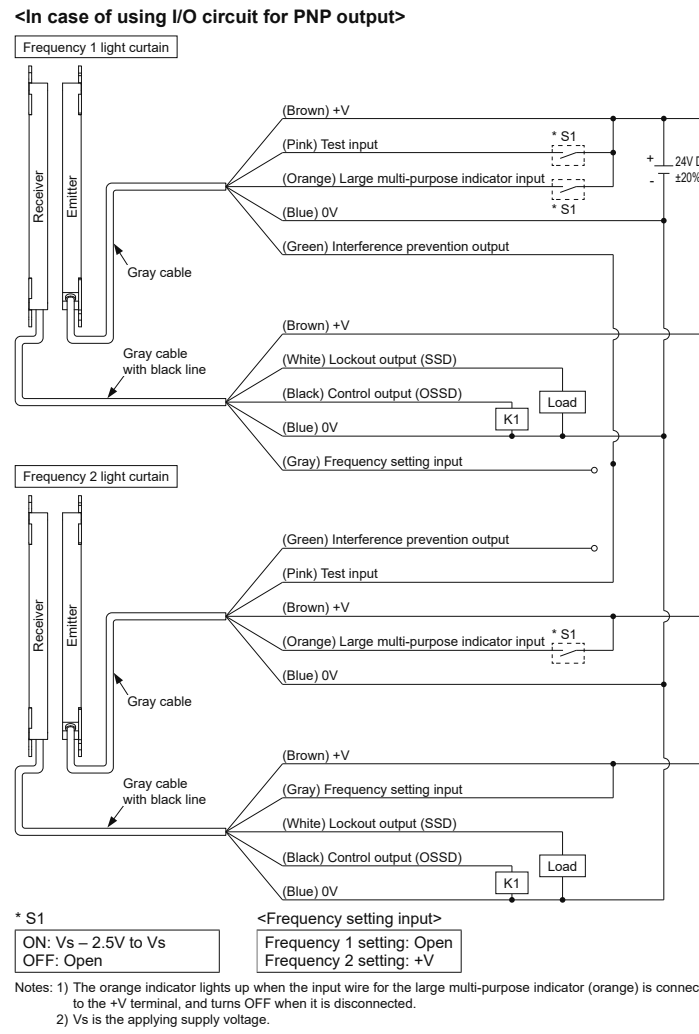 <In case of using I/O circuit for PNP output>
Frequency 1 light curtain
Receiver
Emitter
(Brown) +V
(Pink) Test input
* S1
(Orange) Large multi-purpose indicator input
* S1
+
-
24V D
±20%
(Blue) 0V
(Green) Interference prevention output
Gray cable
(Brown) +V
Gray cable
with black line
(White) Lockout output (SSD)
(Black) Control output (OSSD)
K1
Load
(Blue) 0V
(Gray) Frequency setting input
Frequency 2 light curtain
Receiver
Emitter
(Green) Interference prevention output
(Pink) Test input
(Brown) +V
(Orange) Large multi-purpose indicator input
* S1
(Blue) 0V
Gray cable
(Brown) +V
Gray cable
with black line
(Gray) Frequency setting input
(White) Lockout output (SSD)
(Black) Control output (OSSD)
K1
Load
(Blue) 0V
* S1
ON: Vs – 2.5V to Vs
OFF: Open
<Frequency setting input>
Frequency 1 setting: Open
Frequency 2 setting: +V
Notes: 1) The orange indicator lights up when the input wire for the large multi-purpose indicator (orange) is connec
to the +V terminal, and turns OFF when it is disconnected.
2) Vs is the applying supply voltage.